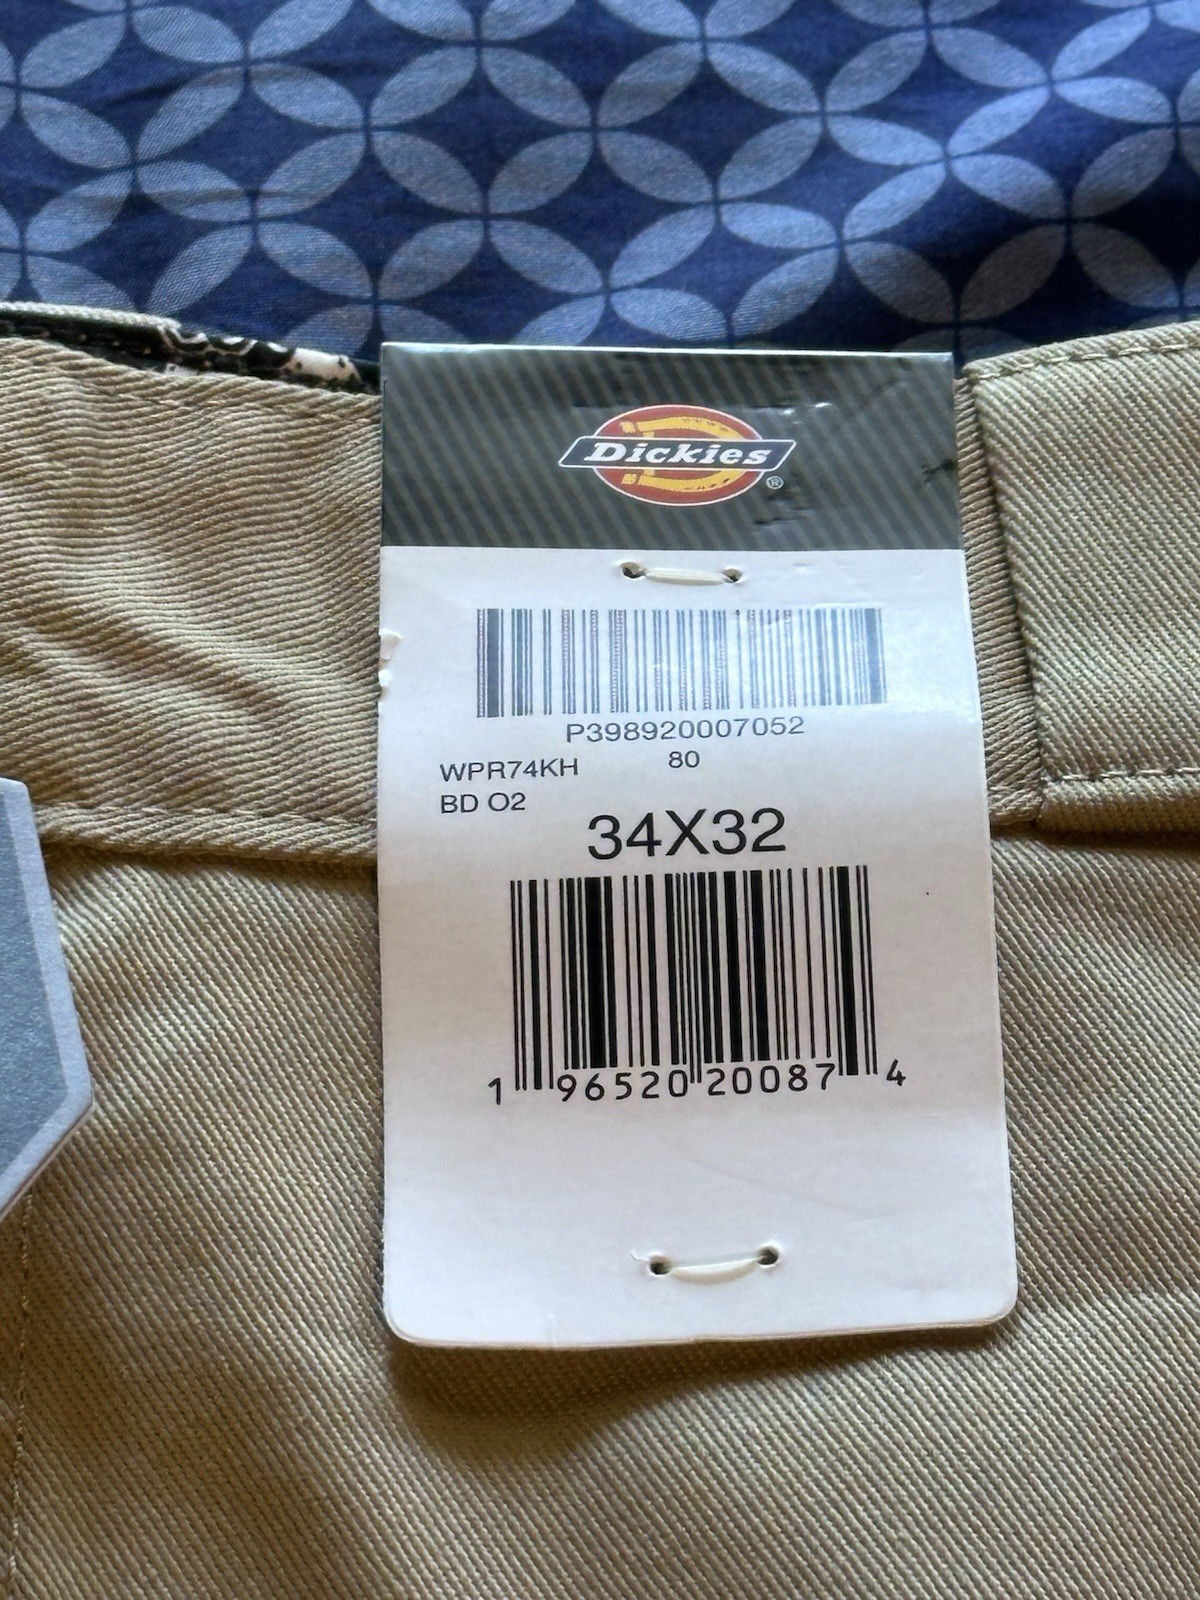 Dickies®
P398920007052
WPR74KH 80
BD O2
34X32
1 96520 20087 4